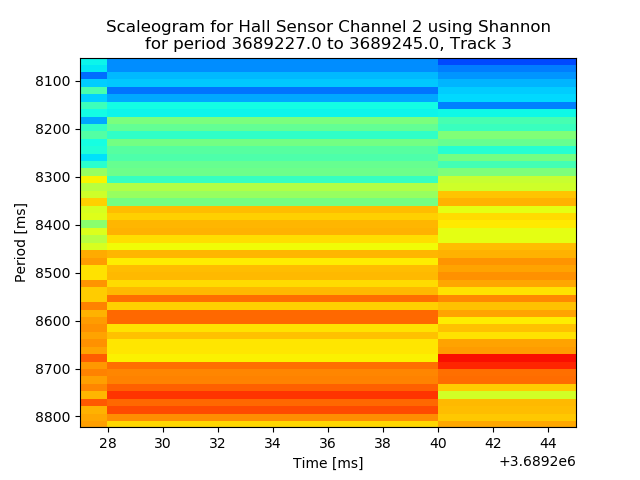 Scaleogram for Hall Sensor Channel 2 using Shannon
for period 3689227.0 to 3689245.0, Track 3
8100
8200
8300
8400
8500
8600
8700
8800
Period [ms]
28 30 32 34 36 38 40 42 44
Time [ms]
+3.6892e6